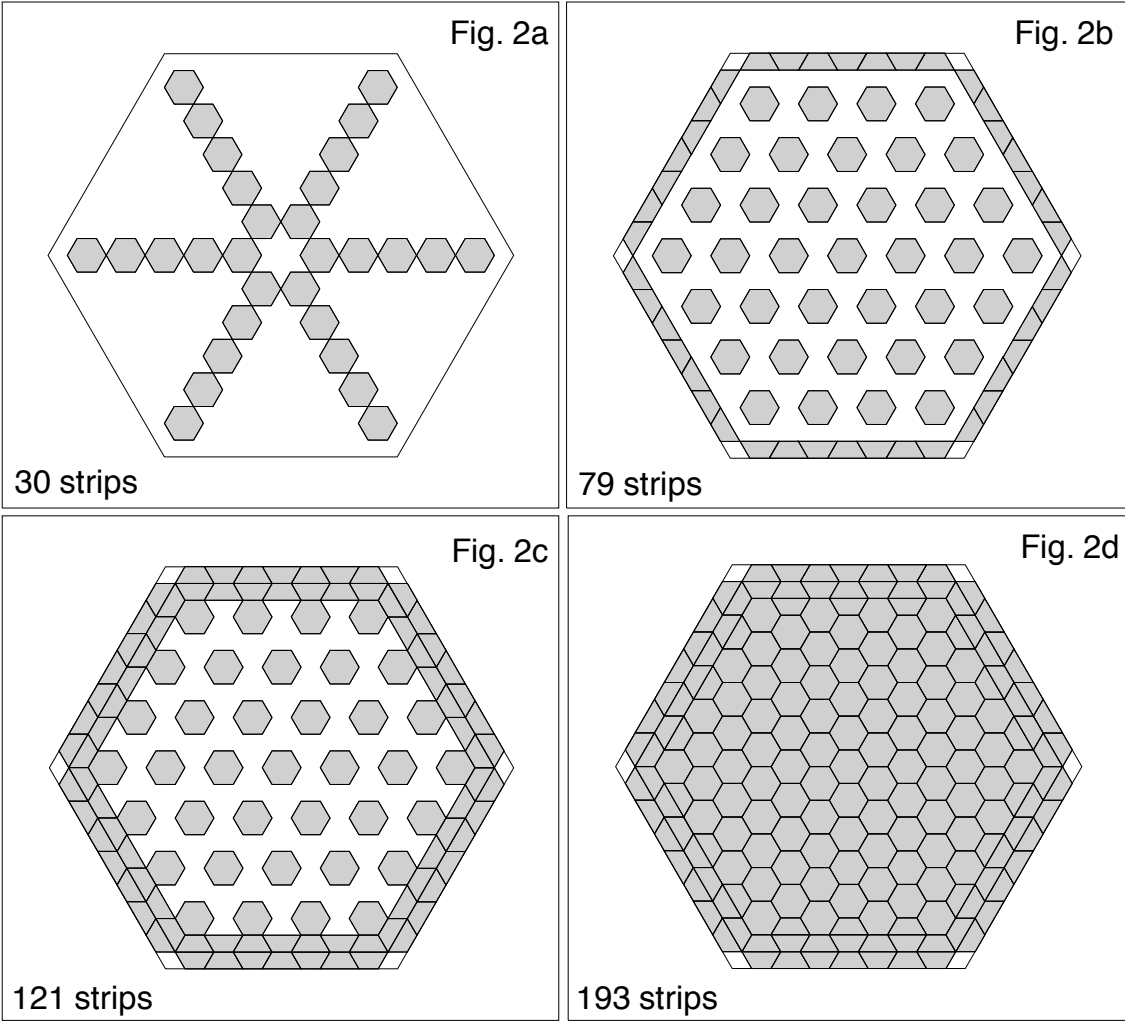 Fig. 2a
30 strips
Fig. 2b
79 strips
Fig. 2c
121 strips
Fig. 2d
193 strips